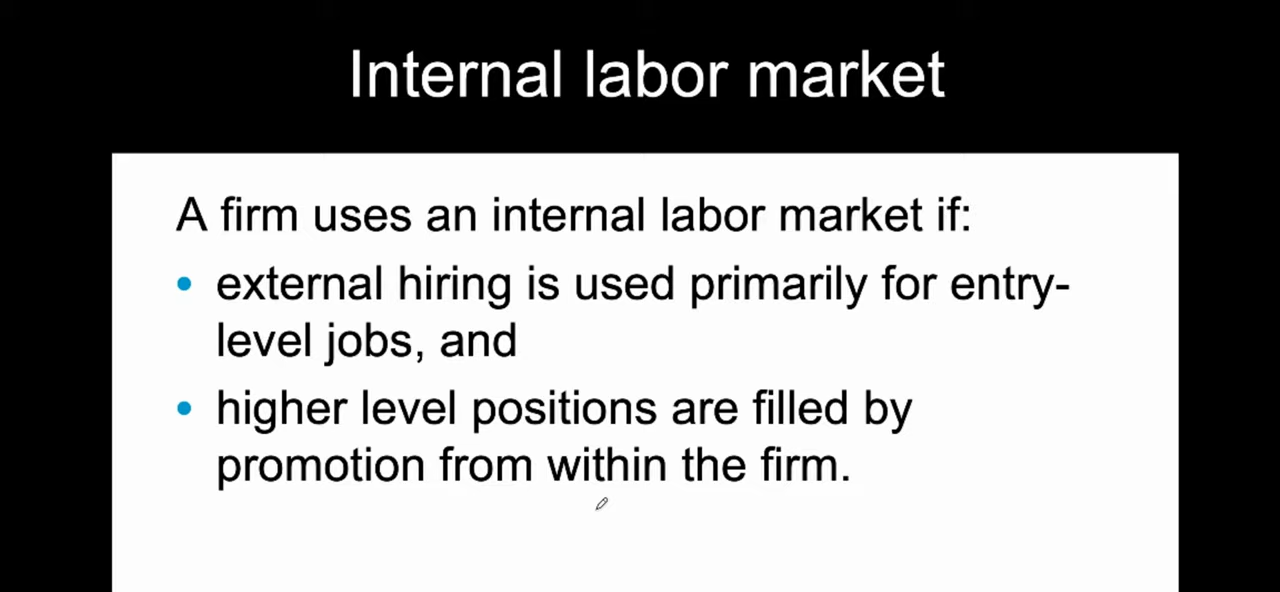 Internal labor market
A firm uses an internal labor market if:
• external hiring is used primarily for entry-
level jobs, and
• higher level positions are filled by
promotion from within the firm.